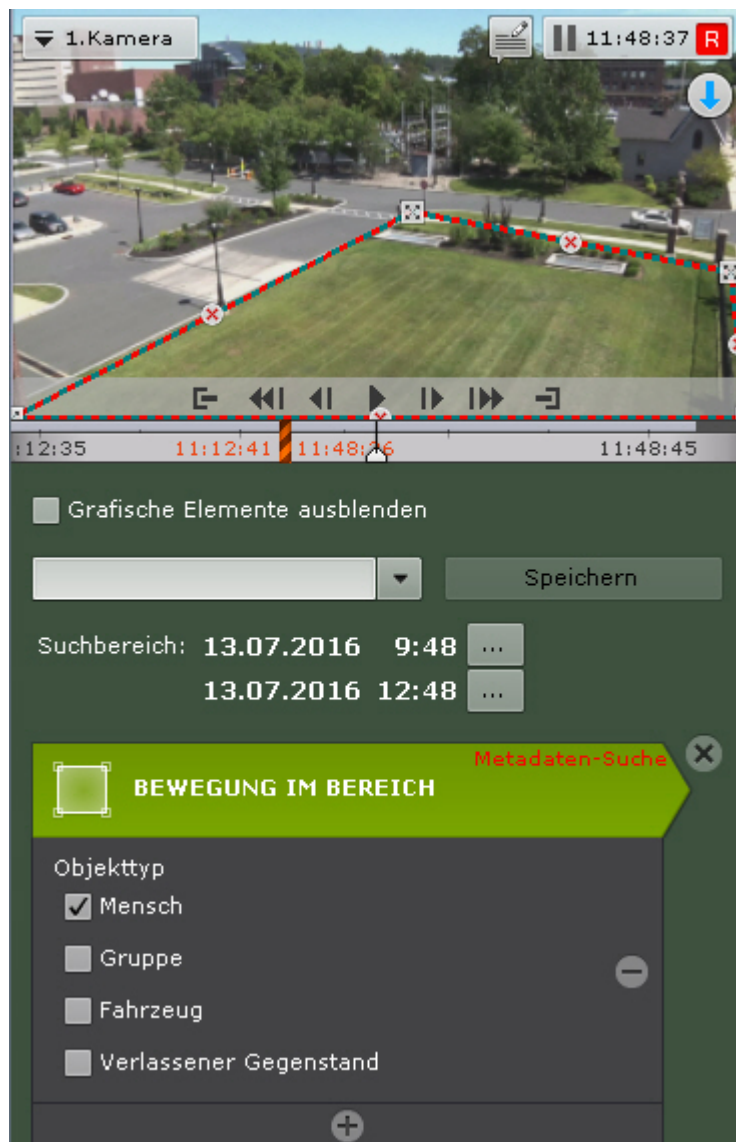 1.Kamera
11:48:37 R
:12:35 11:12:41 11:48:36 11:48:45
Grafische Elemente ausblenden
Speichern
Suchbereich: 13.07.2016 9:48 ...
13.07.2016 12:48 ...
Metadaten-Suche
BEWEGUNG IM BEREICH
Objekttyp
Mensch
Gruppe
Fahrzeug
Verlassener Gegenstand